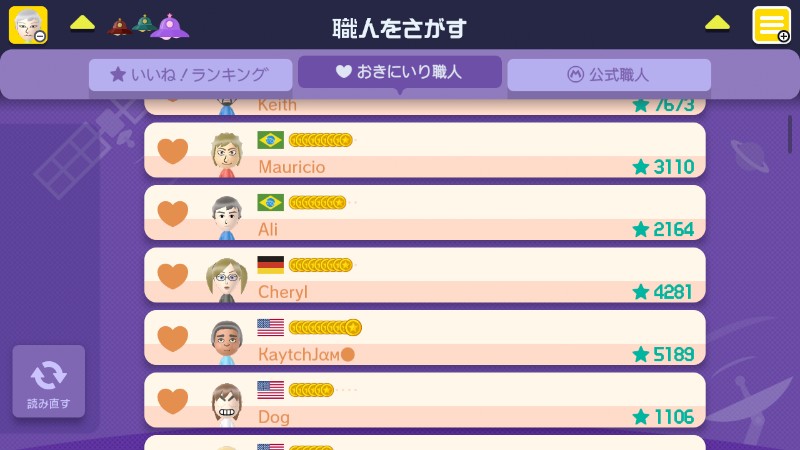 職人をさがす
いいね！ランキング
おきにいり職人
公式職人
Keith
7673
Mauricio
3110
Ali
2164
Cheryl
4281
KaytchJαм●
5189
Dog
1106
読み直す